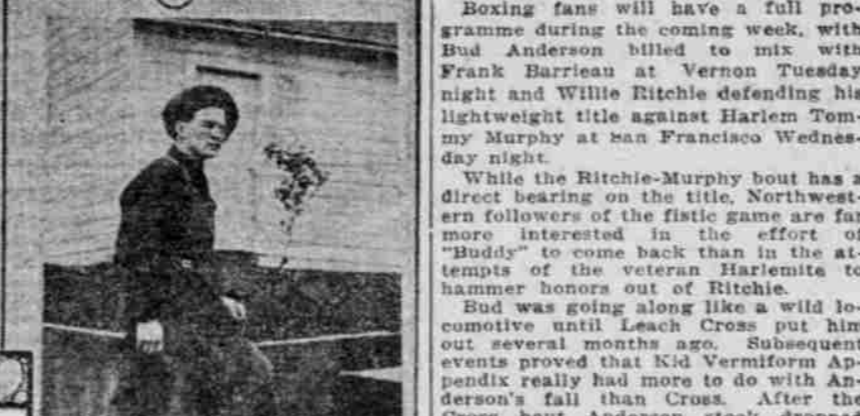 Boxing fans will have a full pro-
gramme during the coming week, with
Bud Anderson billed to mix with
Frank Barrieau at Vernon Tuesday
night and Willie Ritchie defending his
lightweight title against Harlem Tom-
my Murphy at San Francisco Wednes-
day night.
While the Ritchie-Murphy bout has a
direct bearing on the title, Northwest-
ern followers of the fistic game are far
more interested in the effort of
"Buddy" to come back than in the at-
tempts of the veteran Harlemite to
hammer honors out of Ritchie.
Bud was going along like a wild lo-
comotive until Leach Cross put him
out several months ago. Subsequent
events proved that Kid Vermiform Ap-
pendix really had more to do with An-
derson's fall than Cross. After the